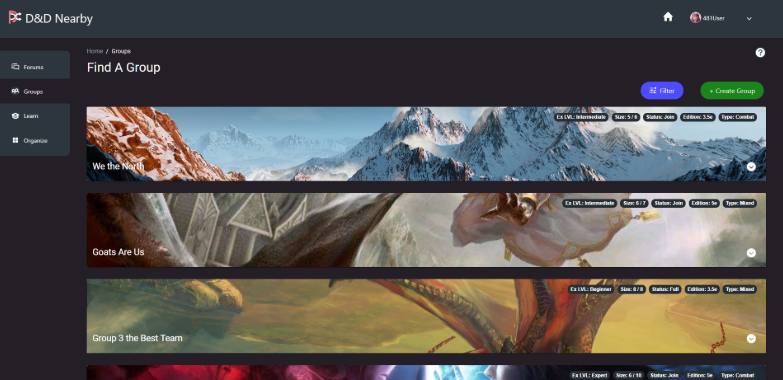 D&D Nearby
481User
Home / Groups
Find A Group
Forums
Groups
Learn
Organize
Filter
+ Create Group
Ex LVL: Intermediate Size: 5 / 6 Status: Join Edition: 3.5e Type: Combat
We the North
Ex LVL: Intermediate Size: 6 / 7 Status: Join Edition: 5e Type: Mixed
Goats Are Us
Ex LVL: Beginner Size: 8 / 8 Status: Full Edition: 3.5e Type: Mixed
Group 3 the Best Team
Ex LVL: Expert Size: 6 / 10 Status: Join Edition: 5e Type: Combat